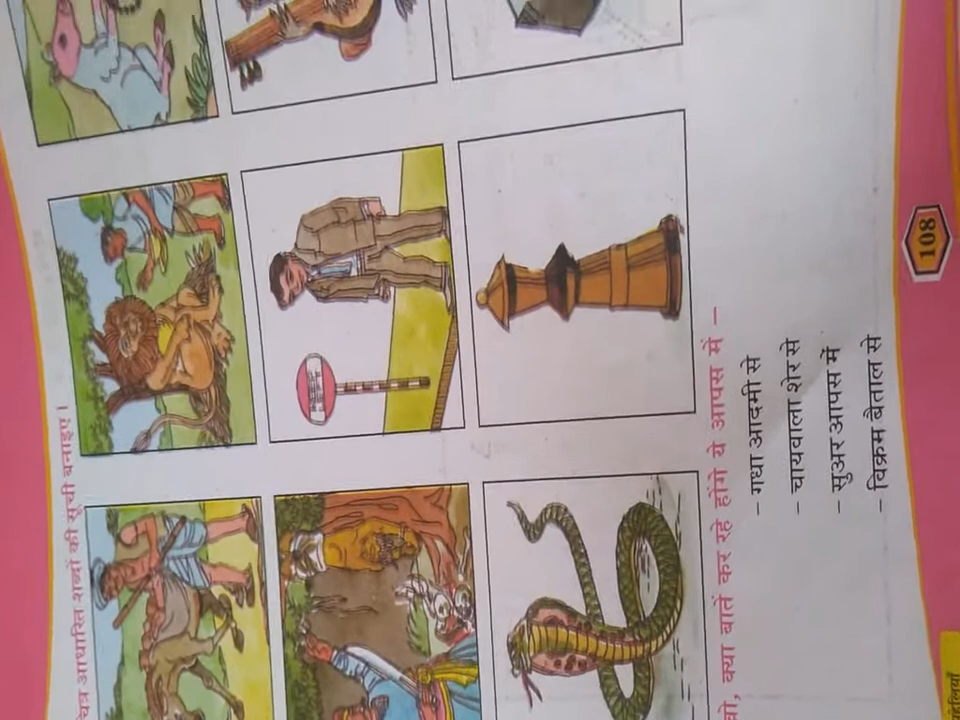 आधारित शब्दों की सूची बनाइए।
क्या बातें कर रहे होंगे ये आपस में –
– गधा आदमी से
– चायवाला शेर से
– सुअर आपस में
– विक्रम बैताल से
108